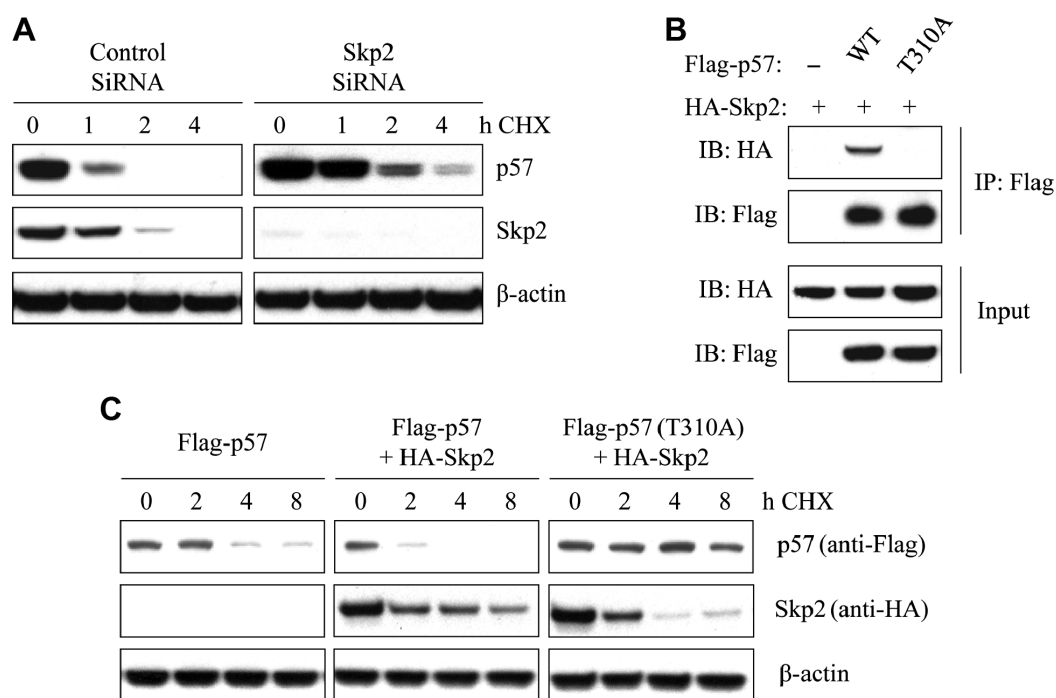 A
Control SiRNA
Skp2 SiRNA
0 1 2 4 0 1 2 4 h CHX
p57
Skp2
β-actin
B
Flag-p57: – WT T310A
HA-Skp2: + + +
IB: HA
IB: Flag
IP: Flag
IB: HA
IB: Flag
Input
C
Flag-p57
Flag-p57 + HA-Skp2
Flag-p57 (T310A) + HA-Skp2
0 2 4 8 0 2 4 8 0 2 4 8 h CHX
p57 (anti-Flag)
Skp2 (anti-HA)
β-actin